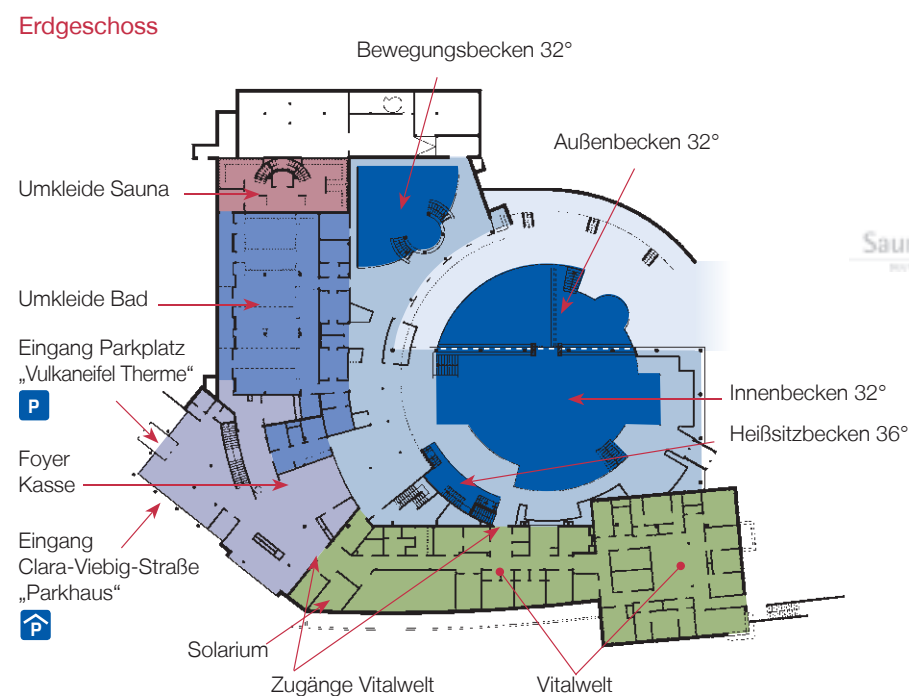 Erdgeschoss
Bewegungsbecken 32°
Außenbecken 32°
Umkleide Sauna
Umkleide Bad
Eingang Parkplatz
„Vulkaneifel Therme“
P
Foyer
Kasse
Eingang
Clara-Viebig-Straße
„Parkhaus“
P
Innenbecken 32°
Heißsitzbecken 36°
Solarium
Zugänge Vitalwelt
Vitalwelt